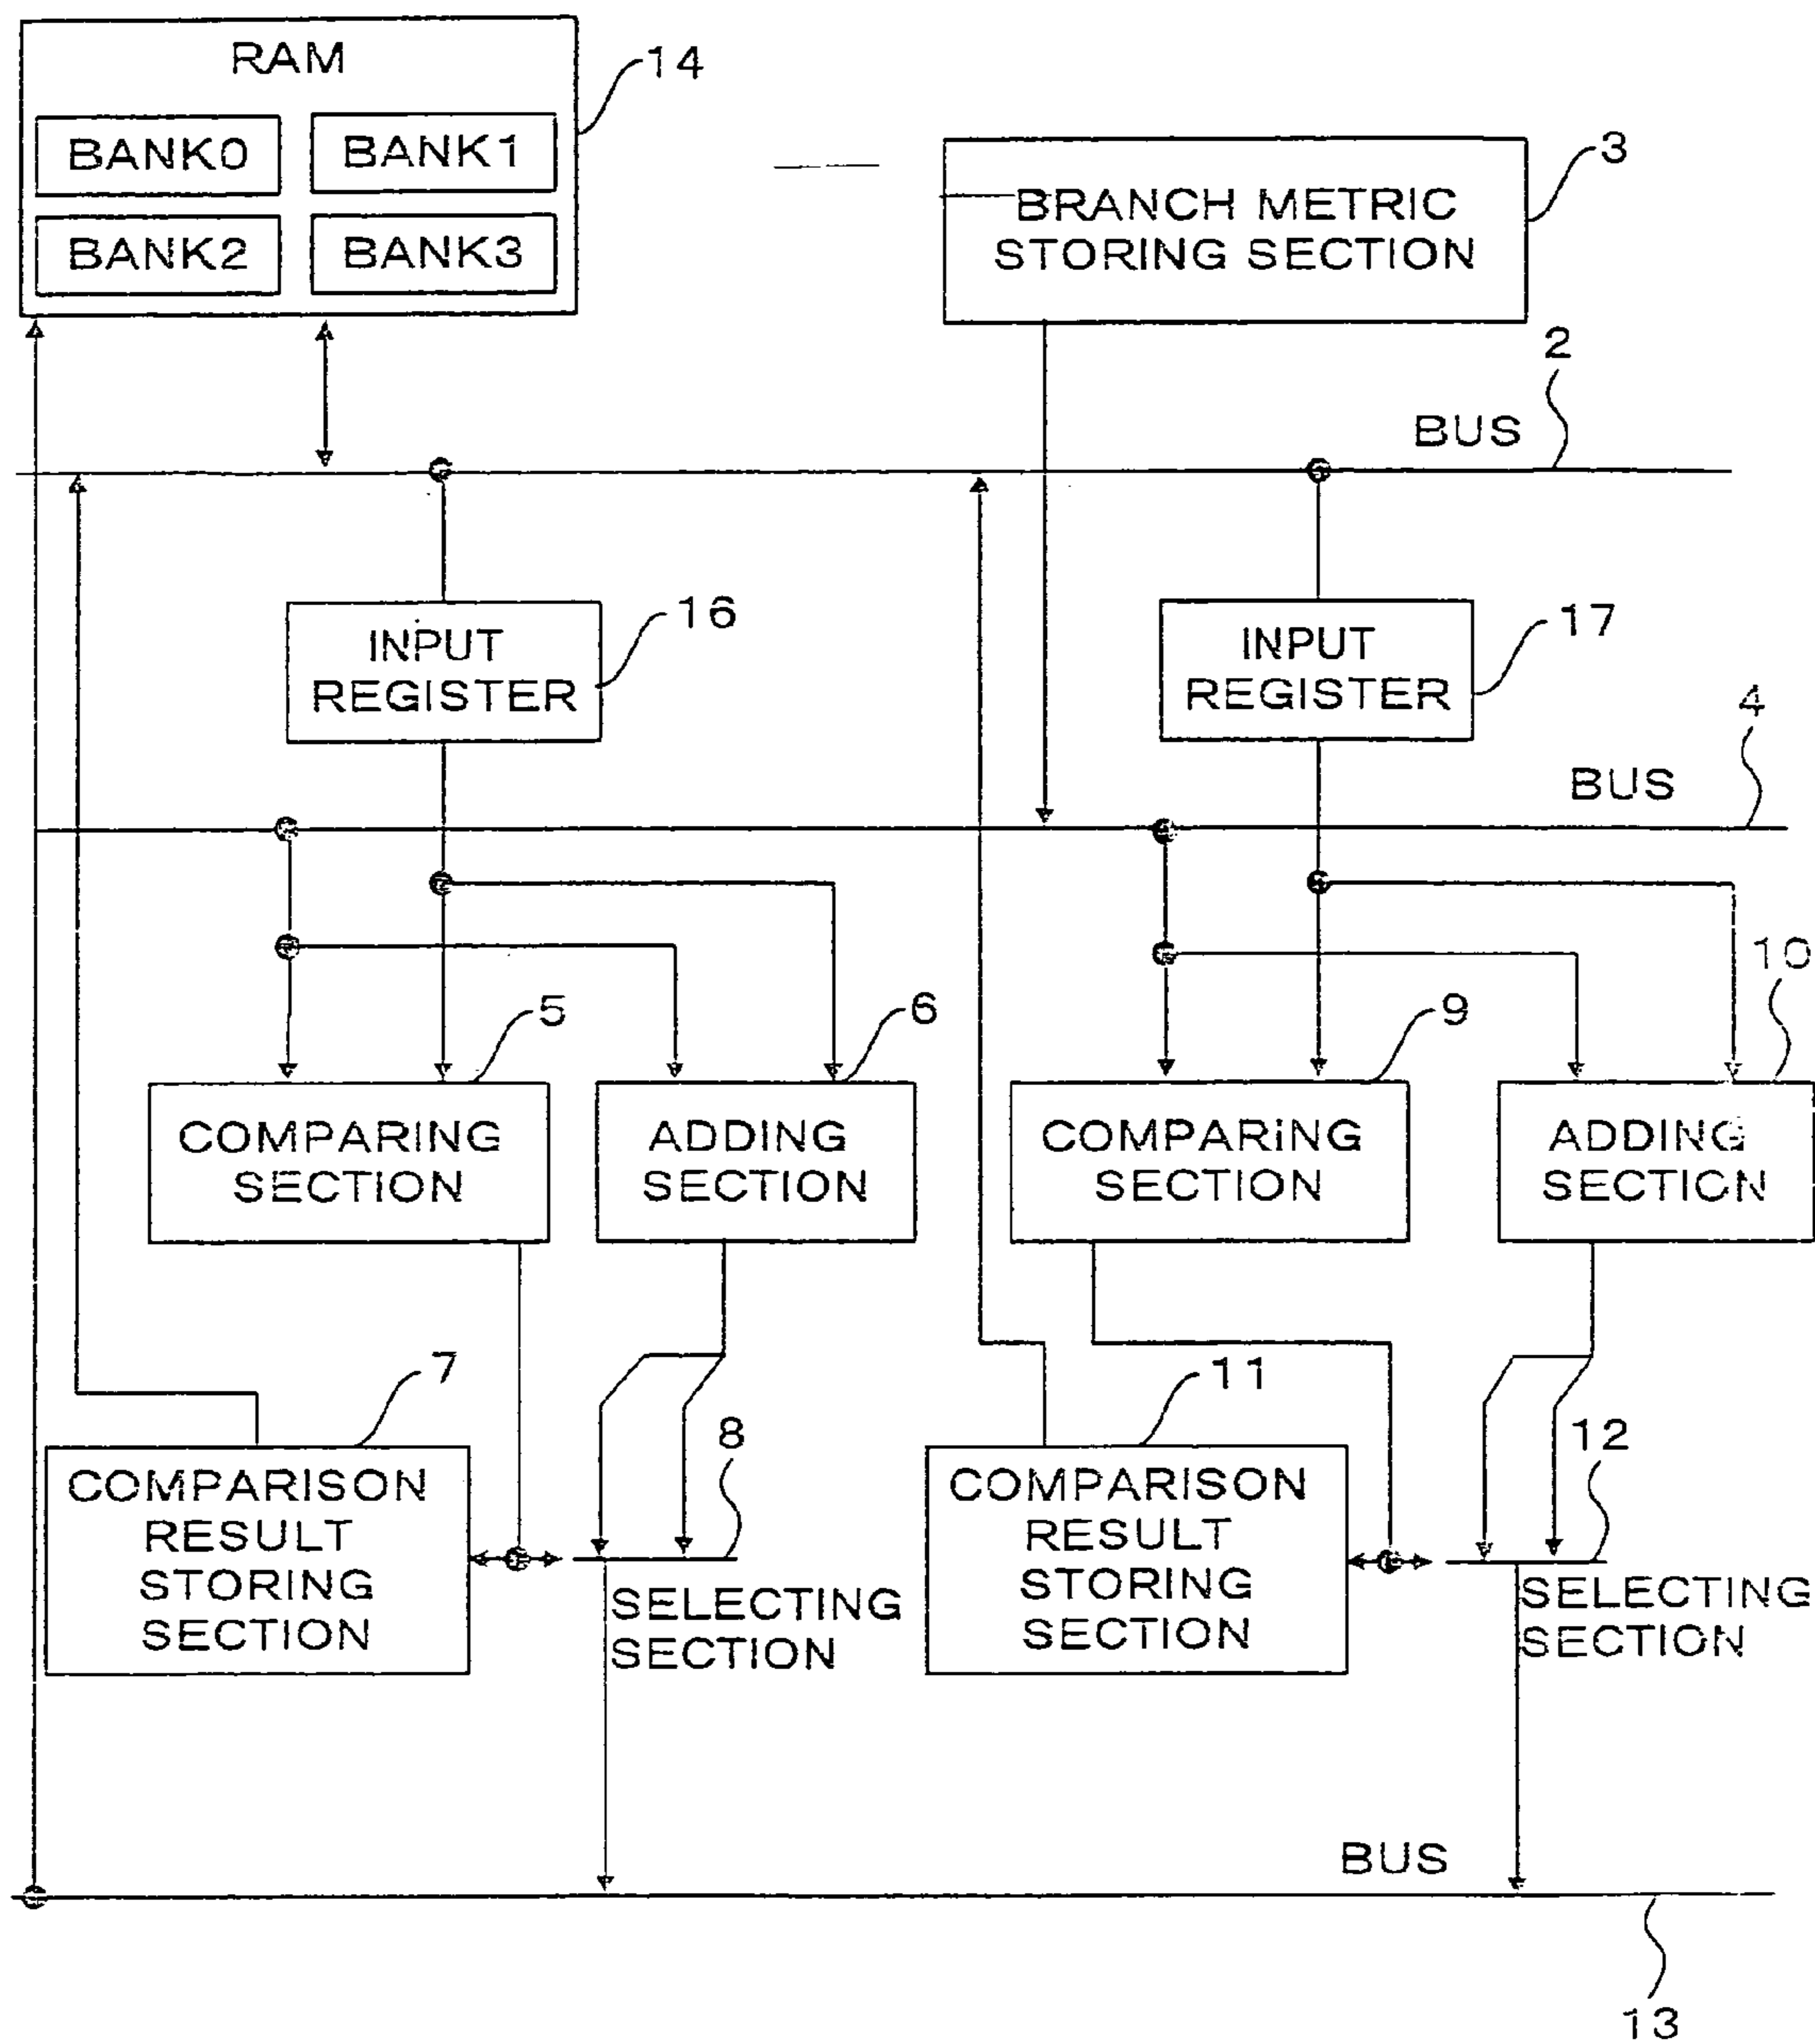 RAM
14
BANK0
BANK1
BANK2
BANK3
3
BRANCH METRIC
STORING SECTION
2
BUS
16
INPUT
REGISTER
17
INPUT
REGISTER
4
BUS
5
6
9
10
COMPARING
SECTION
ADDING
SECTION
COMPARING
SECTION
ADDING
SECTION
7
8
11
12
COMPARISON
RESULT
STORING
SECTION
SELECTING
SECTION
COMPARISON
RESULT
STORING
SECTION
SELECTING
SECTION
BUS
13